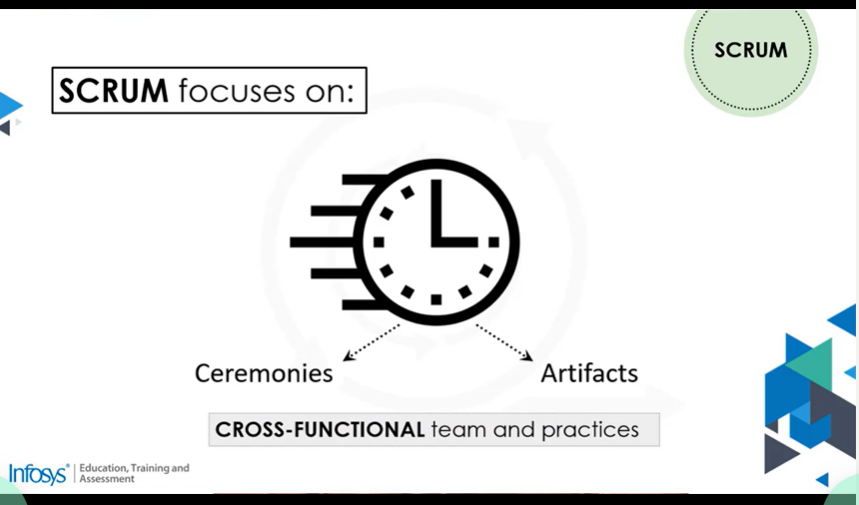 SCRUM
SCRUM focuses on:
Ceremonies
Artifacts
CROSS-FUNCTIONAL team and practices
Infosys® | Education, Training and
Assessment